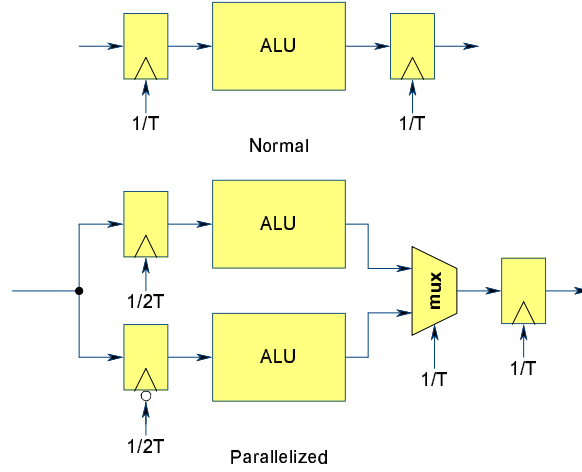 ALU
1/T
1/T
Normal
ALU
1/2T
mux
ALU
1/T
1/T
1/2T
Parallelized